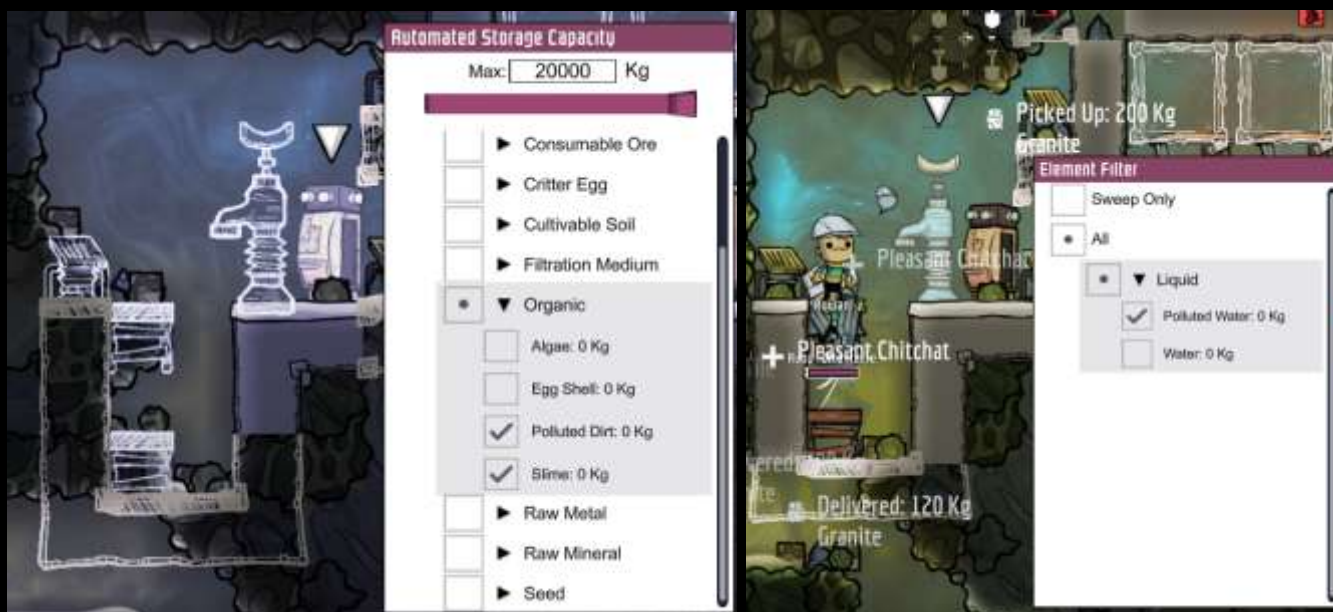 Automated Storage Capacity
Max: 20000 Kg
Consumable Ore
Critter Egg
Cultivable Soil
Filtration Medium
Organic
Algae: 0 Kg
Egg Shell: 0 Kg
Polluted Dirt: 0 Kg
Slime: 0 Kg
Raw Metal
Raw Mineral
Seed
Picked Up: 200 Kg
Granite
Element Filter
Sweep Only
All
Liquid
Polluted Water: 0 Kg
Water: 0 Kg
Pleasant Chitchat
+ Pleasant Chitchat
Delivered: 120 Kg
Granite